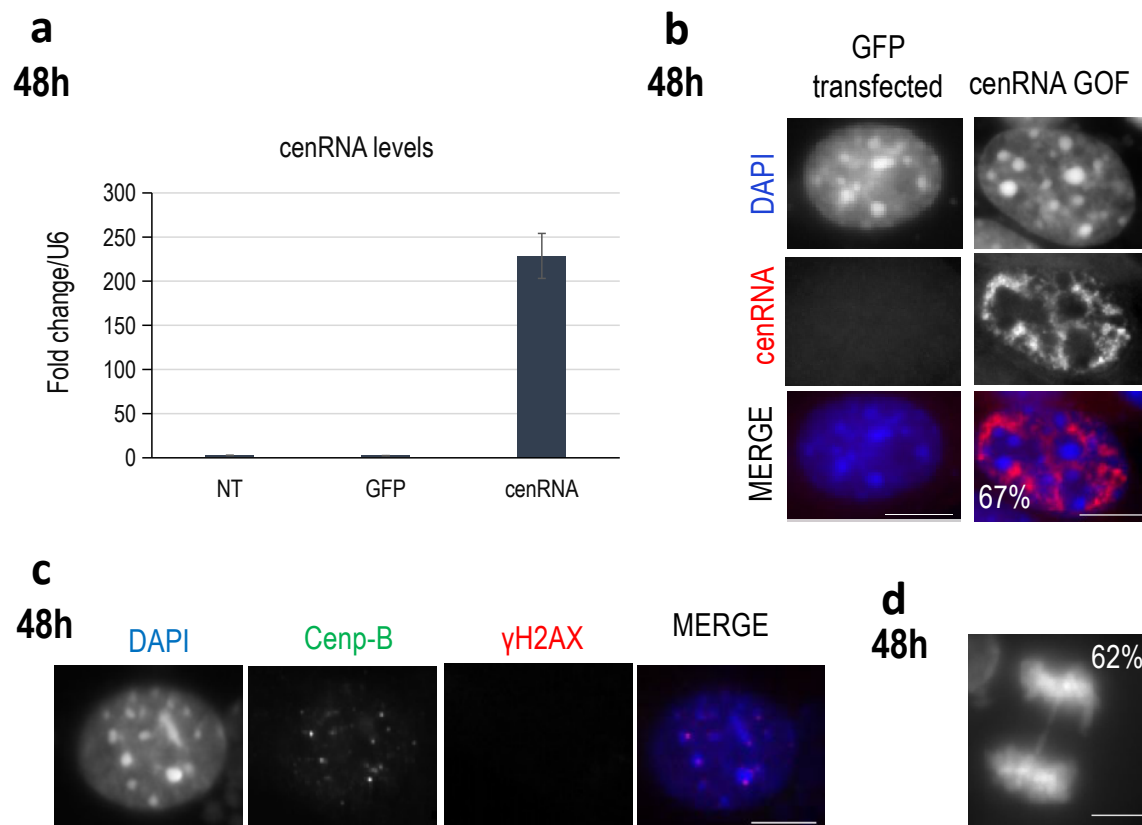 a
48h
cenRNA levels
Fold change/U6
300
250
200
150
100
50
0
NT GFP cenRNA
b
48h
GFP
transfected
cenRNA GOF
DAPI
cenRNA
MERGE
67%
c
48h
DAPI Cenp-B γH2AX MERGE
d
48h
62%